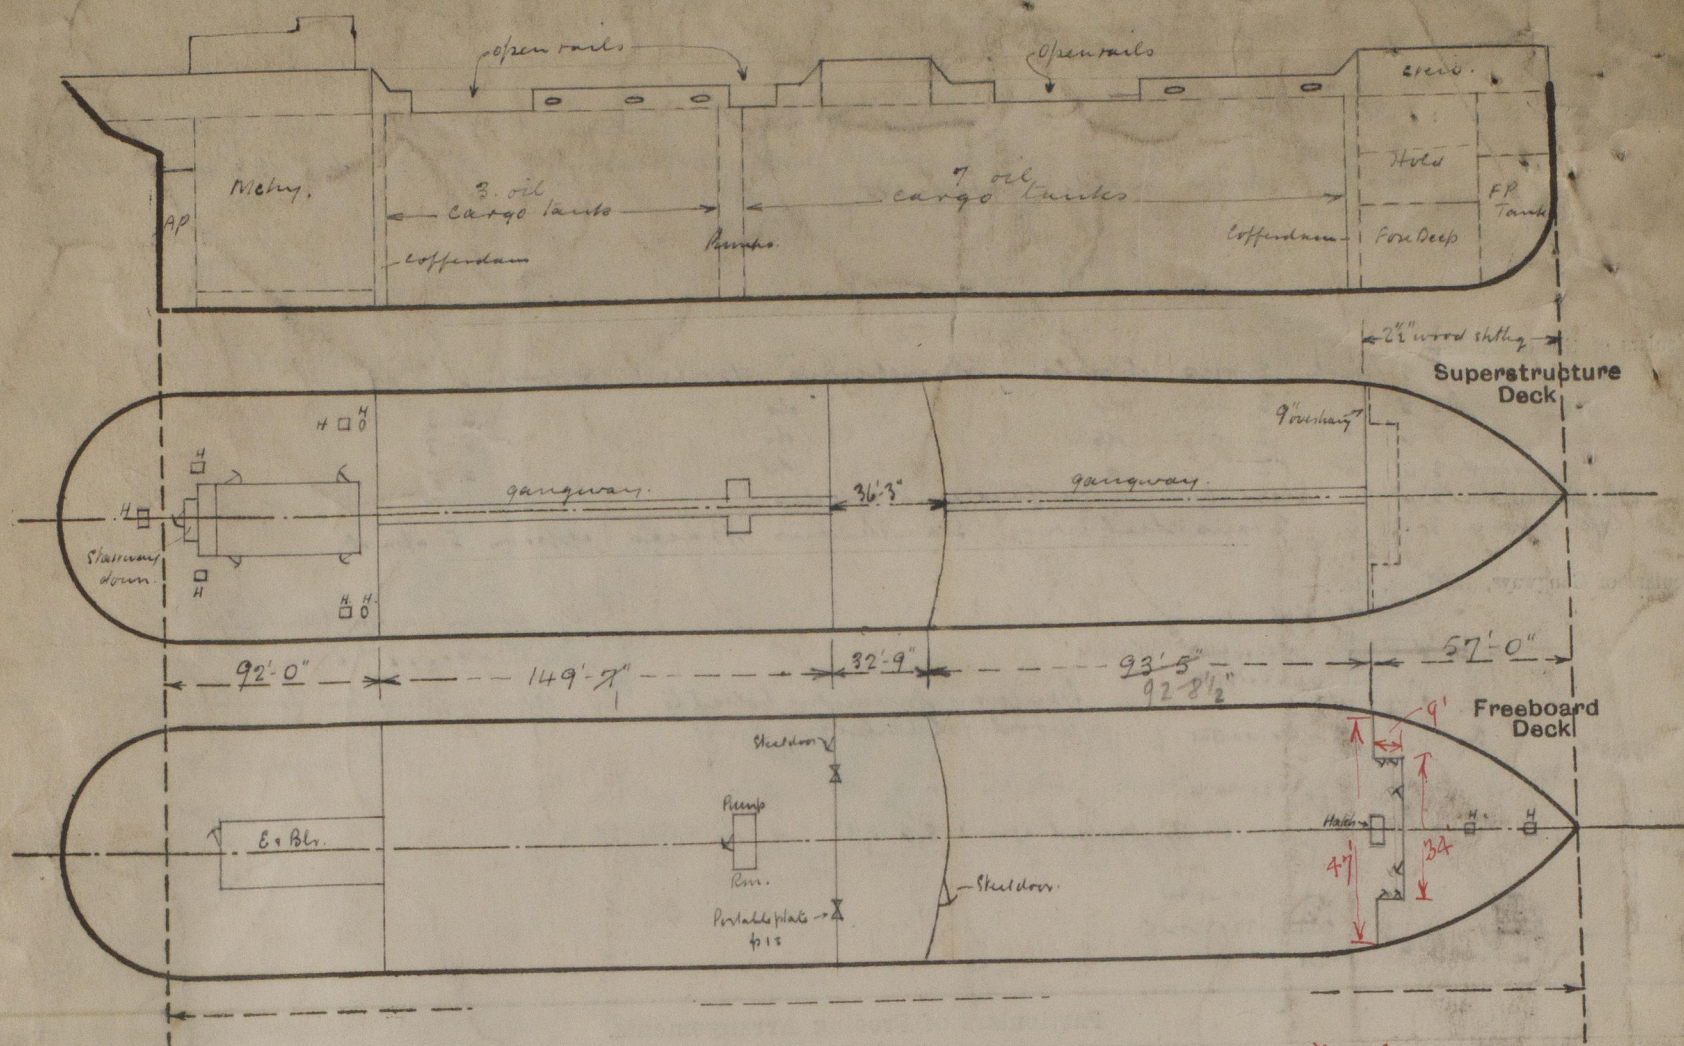 open rails
open rails
crew.
Mchy.
3. oil
cargo tanks
7 oil
cargo tanks
Hold
FP
Tank
AP
Pumps.
cofferdam
Cofferdam
Fore Deep
2½" wood shthg
Superstructure
Deck
9" overhang
H H
H
gangway.
36'-3"
gangway.
H
Stairway
down.
H
H H
92'-0"
149'-7"
1
32'-9"
93'-5"
92-8½"
57'-0"
9'
Freeboard
Deck
Steel door
Pump
Rm.
E & Blr.
Hatch
H
H
47'
34'
Steel door.
Portable plate